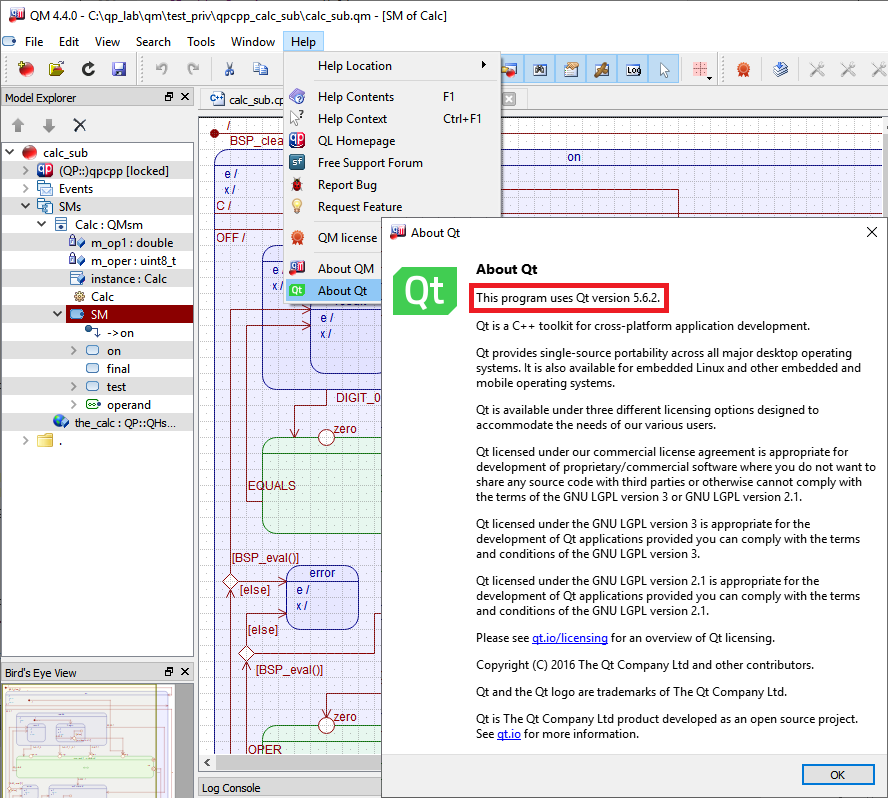 QM 4.4.0 - C:\qp_lab\qm\test_priv\qpcpp_calc_sub\calc_sub.qm - [SM of Calc]
File Edit View Search Tools Window Help
Log
Model Explorer
calc_sub
(QP::)qpcpp [locked]
Events
SMs
Calc : QMsm
m_op1 : double
m_oper : uint8_t
instance : Calc
Calc
SM
->on
on
final
test
operand
the_calc : QP::QHs...
.
Bird's Eye View
calc_sub.cp
Help Location
Help Contents F1
Help Context Ctrl+F1
QL Homepage
Free Support Forum
Report Bug
Request Feature
QM license
About QM
About Qt
/
BSP_clea
on
e /
x /
C /
OFF /
e /
x /
e /
x /
DIGIT_0
zero
EQUALS
[BSP_eval()]
error
[else]
e /
x /
[else]
[BSP_eval()]
zero
OPER
Log Console
About Qt
Qt
About Qt
This program uses Qt version 5.6.2.
Qt is a C++ toolkit for cross-platform application development.
Qt provides single-source portability across all major desktop operating
systems. It is also available for embedded Linux and other embedded and
mobile operating systems.
Qt is available under three different licensing options designed to
accommodate the needs of our various users.
Qt licensed under our commercial license agreement is appropriate for
development of proprietary/commercial software where you do not want to
share any source code with third parties or otherwise cannot comply with
the terms of the GNU LGPL version 3 or GNU LGPL version 2.1.
Qt licensed under the GNU LGPL version 3 is appropriate for the
development of Qt applications provided you can comply with the terms
and conditions of the GNU LGPL version 3.
Qt licensed under the GNU LGPL version 2.1 is appropriate for the
development of Qt applications provided you can comply with the terms
and conditions of the GNU LGPL version 2.1.
Please see qt.io/licensing for an overview of Qt licensing.
Copyright (C) 2016 The Qt Company Ltd and other contributors.
Qt and the Qt logo are trademarks of The Qt Company Ltd.
Qt is The Qt Company Ltd product developed as an open source project.
See qt.io for more information.
OK